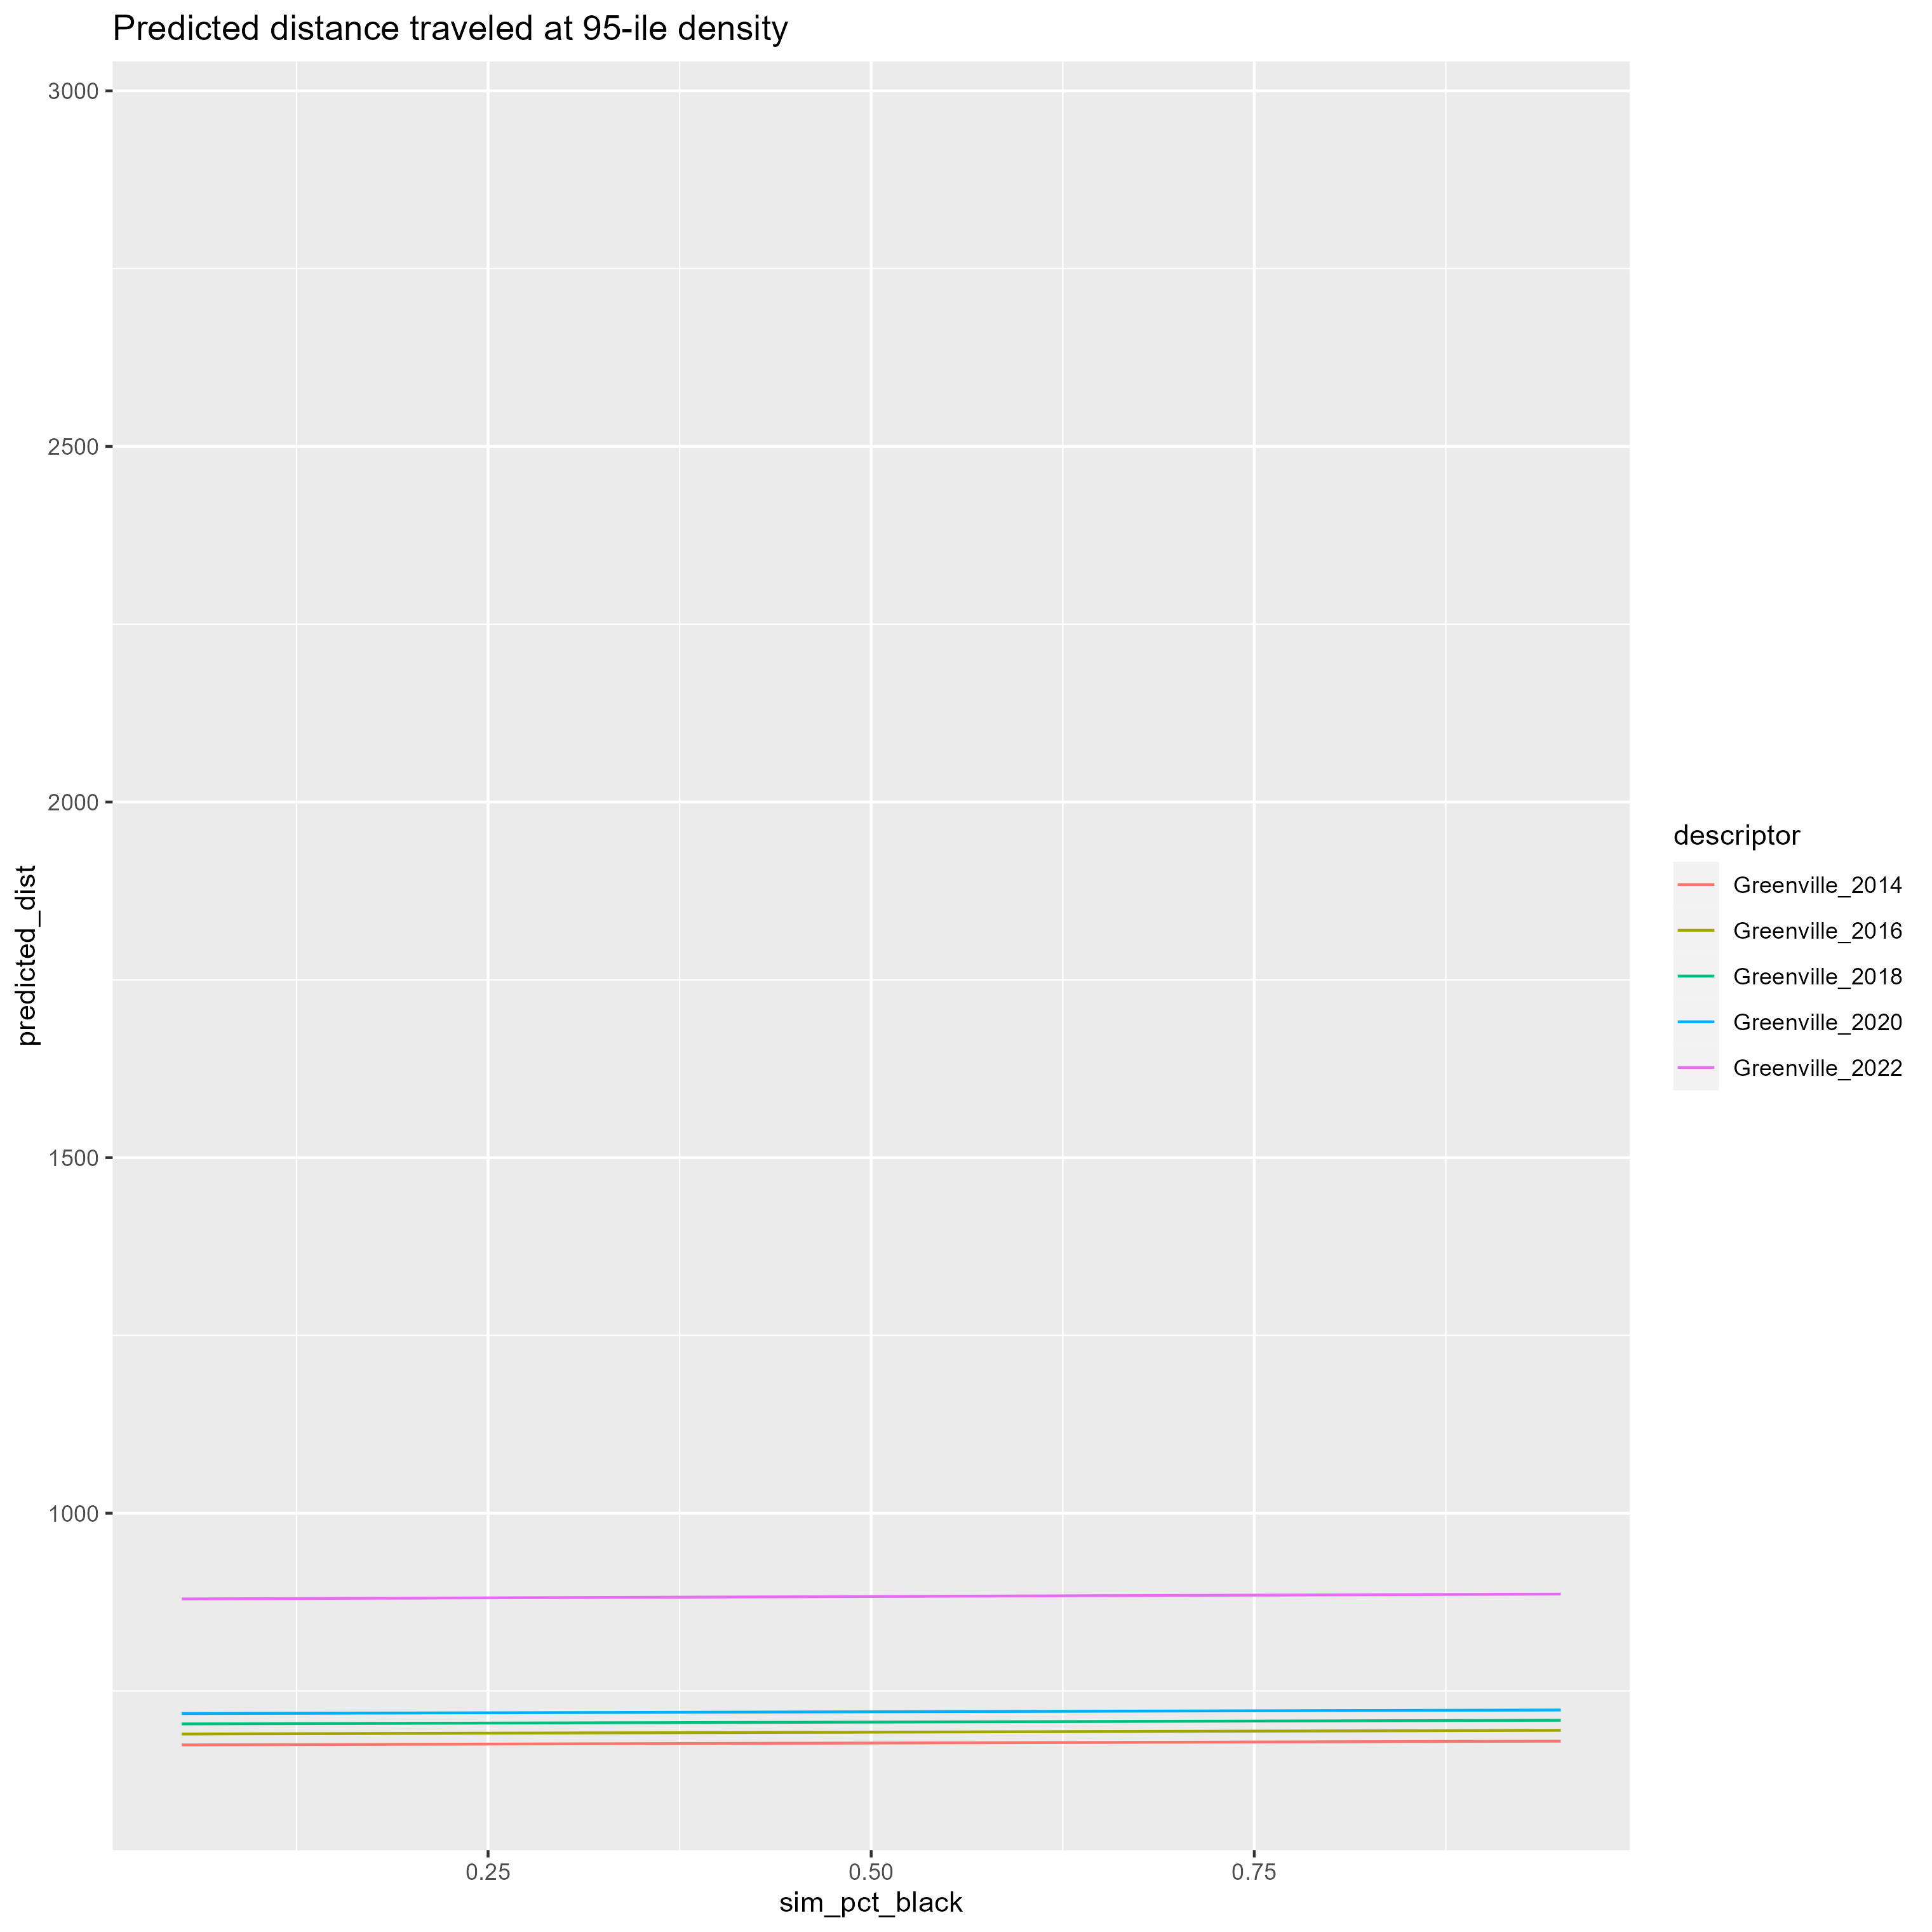 Predicted distance traveled at 95-ile density
3000
2500
2000
1500
1000
predicted_dist
0.25 0.50 0.75
sim_pct_black
descriptor
Greenville_2014
Greenville_2016
Greenville_2018
Greenville_2020
Greenville_2022